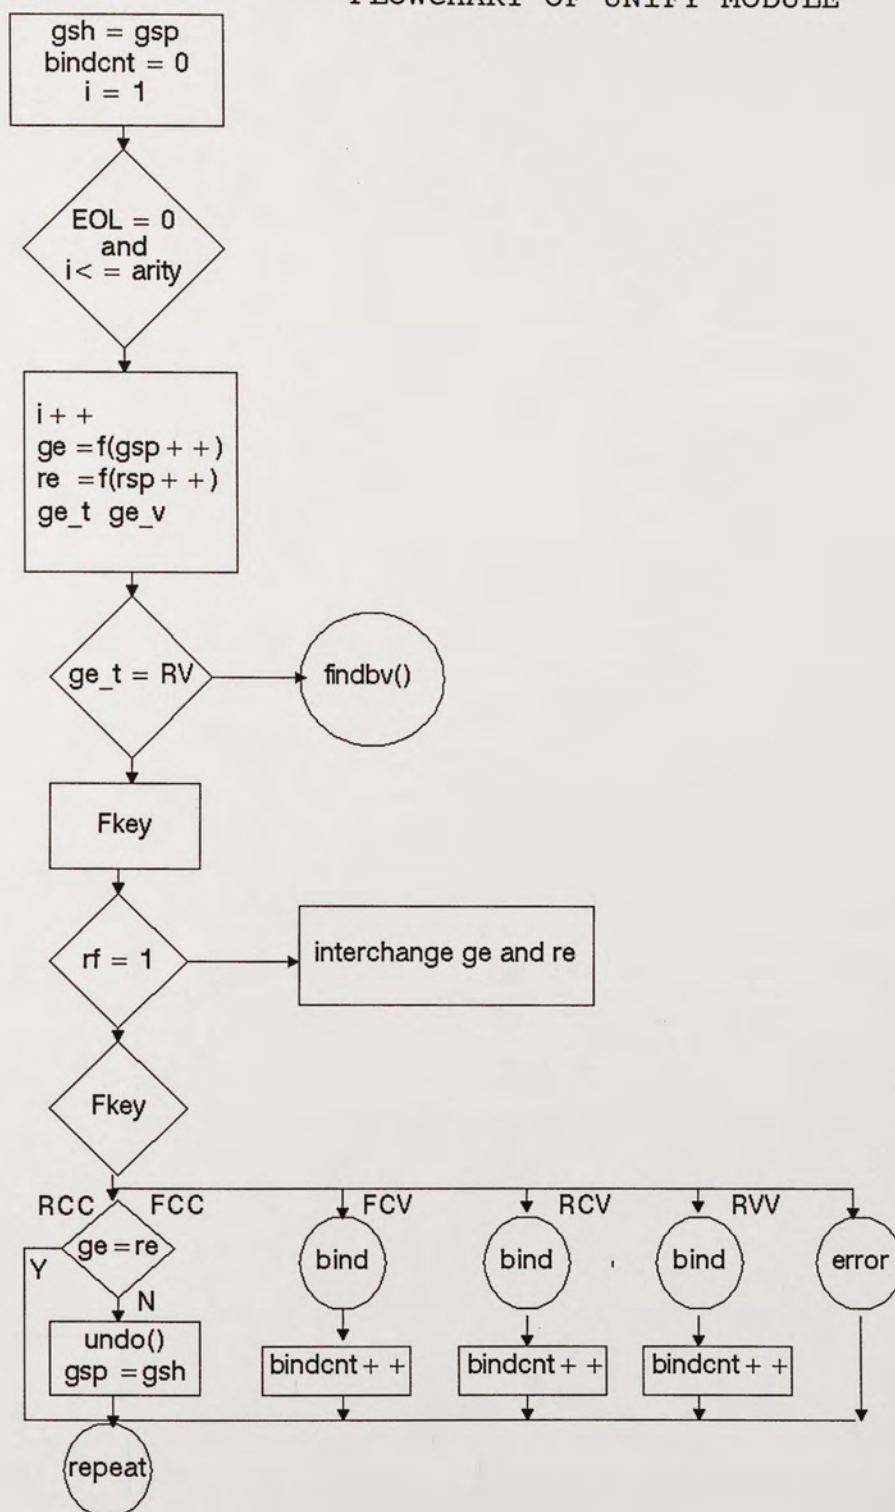 FLOWCHART OF UNIFY MODULE
gsh = gsp
bindcnt = 0
i = 1
EOL = 0
and
i< = arity
i+ +
ge =f(gsp+ +)
re =f(rsp+ +)
ge_t ge_v
ge_t = RV
findbv()
Fkey
rf = 1
interchange ge and re
Fkey
RCC FCC FCV RCV RVV
ge=re
Y
N
bind bind bind error
undo()
gsp =gsh
bindcnt+ + bindcnt+ + bindcnt+ +
repeat